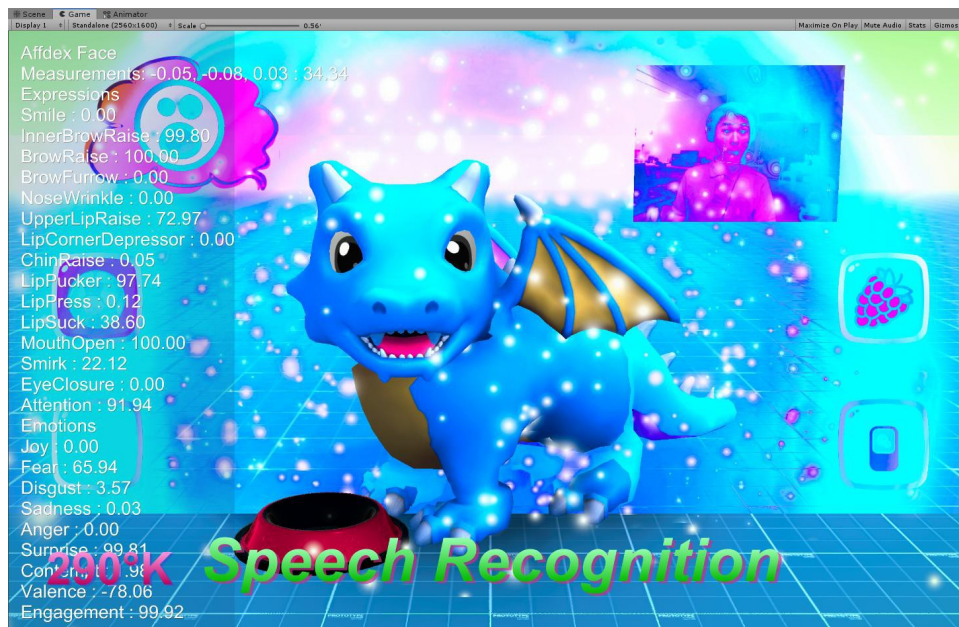 Scene Game Animator
Display 1 Standalone (2560x1600) Scale 0.56 Maximize On Play Mute Audio Stats Gizmos
Affdex Face
Measurements: -0.05, -0.08, 0.03 : 34.34
Expressions
Smile : 0.00
InnerBrowRaise : 99.80
BrowRaise : 100.00
BrowFurrow : 0.00
NoseWrinkle : 0.00
UpperLipRaise : 72.97
LipCornerDepressor : 0.00
ChinRaise : 0.05
LipPucker : 97.74
LipPress : 0.12
LipSuck : 38.60
MouthOpen : 100.00
Smirk : 22.12
EyeClosure : 0.00
Attention : 91.94
Emotions
Joy : 0.00
Fear : 65.94
Disgust : 3.57
Sadness : 0.03
Anger : 0.00
Surprise : 99.81
290°K Speech Recognition
Valence : -78.06
Engagement : 99.92